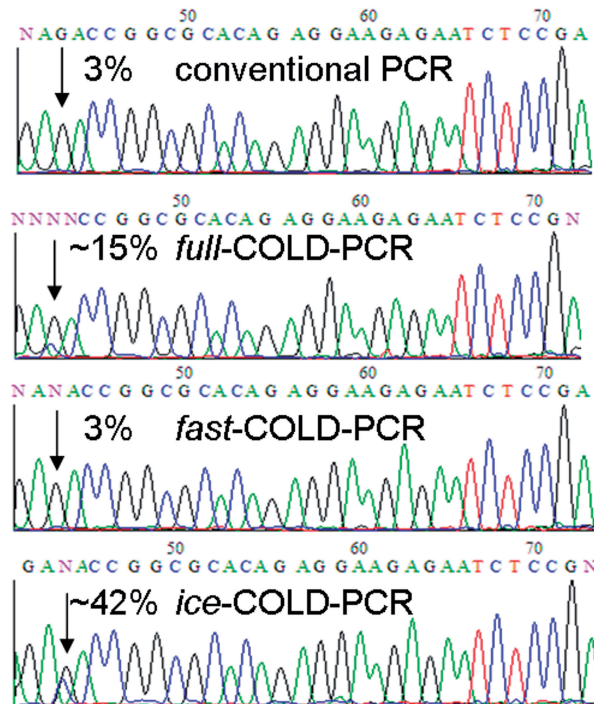 50 60 70
N A G A C C G G C G C A C A G A G G A A G A G A A T C T C C G A
3% conventional PCR
50 60 70
N N N N C C G G C G C A C A G A G G A A G A G A A T C T C C G N
~15% full-COLD-PCR
50 60 70
N A N A C C G G C G C A C A G A G G A A G A G A A T C T C C G A
3% fast-COLD-PCR
50 60 70
G A N A C C G G C G C A C A G A G G A A G A G A A T C T C C G N
~42% ice-COLD-PCR